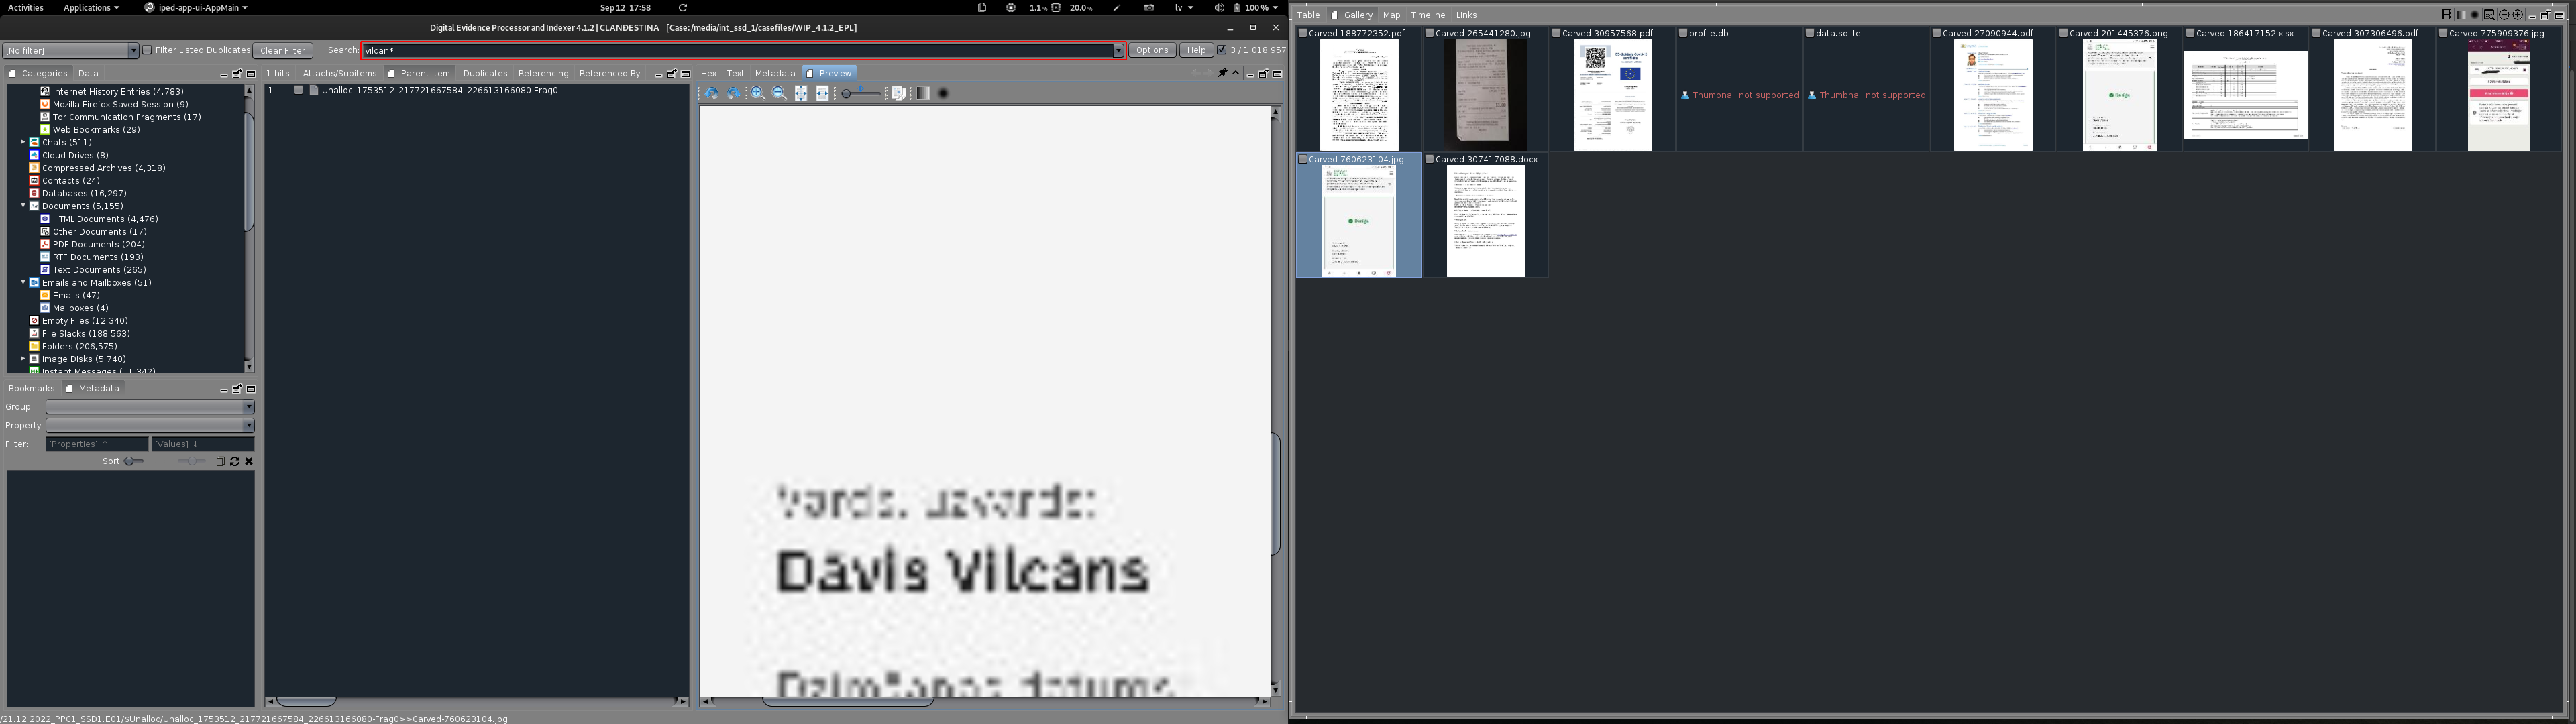 Activities Applications iped-app-ui-AppMain Sep 12 17:58 1.1% 20.0% lv 100 %
Digital Evidence Processor and Indexer 4.1.2 | CLANĐESTINA [Case:/media/int_ssd_1/casefiles/WIP_4.1.2_EPL]
[No filter] Filter Listed Duplicates Clear Filter Search: vilcān* Options Help 3 / 1,018,957
Categories Data
Internet History Entries (4,783)
Mozilla Firefox Saved Session (9)
Tor Communication Fragments (17)
Web Bookmarks (29)
Chats (511)
Cloud Drives (8)
Compressed Archives (4,318)
Contacts (24)
Databases (16,297)
Documents (5,155)
HTML Documents (4,476)
Other Documents (17)
PDF Documents (204)
RTF Documents (193)
Text Documents (265)
Emails and Mailboxes (51)
Emails (47)
Mailboxes (4)
Empty Files (12,340)
File Slacks (188,563)
Folders (206,575)
Image Disks (5,740)
Instant Messages (11,342)
Bookmarks Metadata
Group:
Property:
Filter: [Properties] ↑ [Values] ↓
Sort:
1 hits Attachs/Subitems Parent Item Duplicates Referencing Referenced By
1 Unalloc_1753512_217721667584_226613166080-Frag0
Hex Text Metadata Preview
Vārds, uzvārds:
Dāvis Vilcāns
Dzimšanas datums
/21.12.2022_PPC1_SSD1.E01/$Unalloc/Unalloc_1753512_217721667584_226613166080-Frag0>>Carved-760623104.jpg
Table Gallery Map Timeline Links
Carved-188772352.pdf
Carved-265441280.jpg
Carved-30957568.pdf
profile.db
Thumbnail not supported
data.sqlite
Thumbnail not supported
Carved-27090944.pdf
Carved-201445376.png
Derīgs
Carved-186417152.xlsx
Carved-307306496.pdf
Carved-775909376.jpg
Carved-760623104.jpg
Derīgs
Carved-307417088.docx